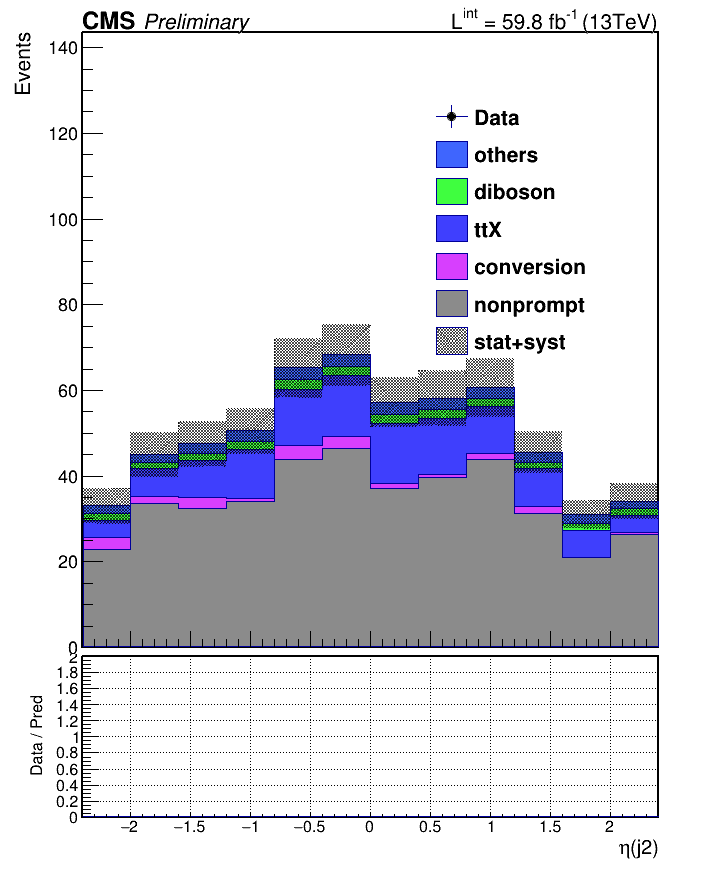 CMS Preliminary L^int = 59.8 fb^-1 (13TeV)
Events
140
120
100
80
60
40
20
0
Data
others
diboson
ttX
conversion
nonprompt
stat+syst
Data / Pred
2
1.8
1.6
1.4
1.2
1
0.8
0.6
0.4
0.2
0
−2 −1.5 −1 −0.5 0 0.5 1 1.5 2
η(j2)